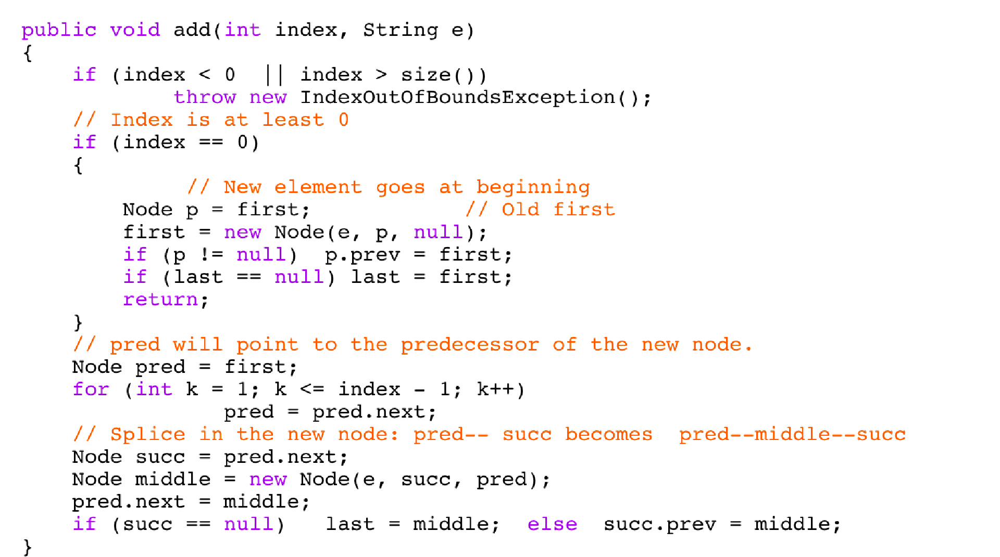 public void add(int index, String e)
{
    if (index < 0  || index > size())
            throw new IndexOutOfBoundsException();
    // Index is at least 0
    if (index == 0)
    {
             // New element goes at beginning
        Node p = first;            // Old first
        first = new Node(e, p, null);
        if (p != null)  p.prev = first;
        if (last == null) last = first;
        return;
    }
    // pred will point to the predecessor of the new node.
    Node pred = first;
    for (int k = 1; k <= index - 1; k++)
                pred = pred.next;
    // Splice in the new node: pred-- succ becomes  pred--middle--succ
    Node succ = pred.next;
    Node middle = new Node(e, succ, pred);
    pred.next = middle;
    if (succ == null)   last = middle;  else  succ.prev = middle;
}